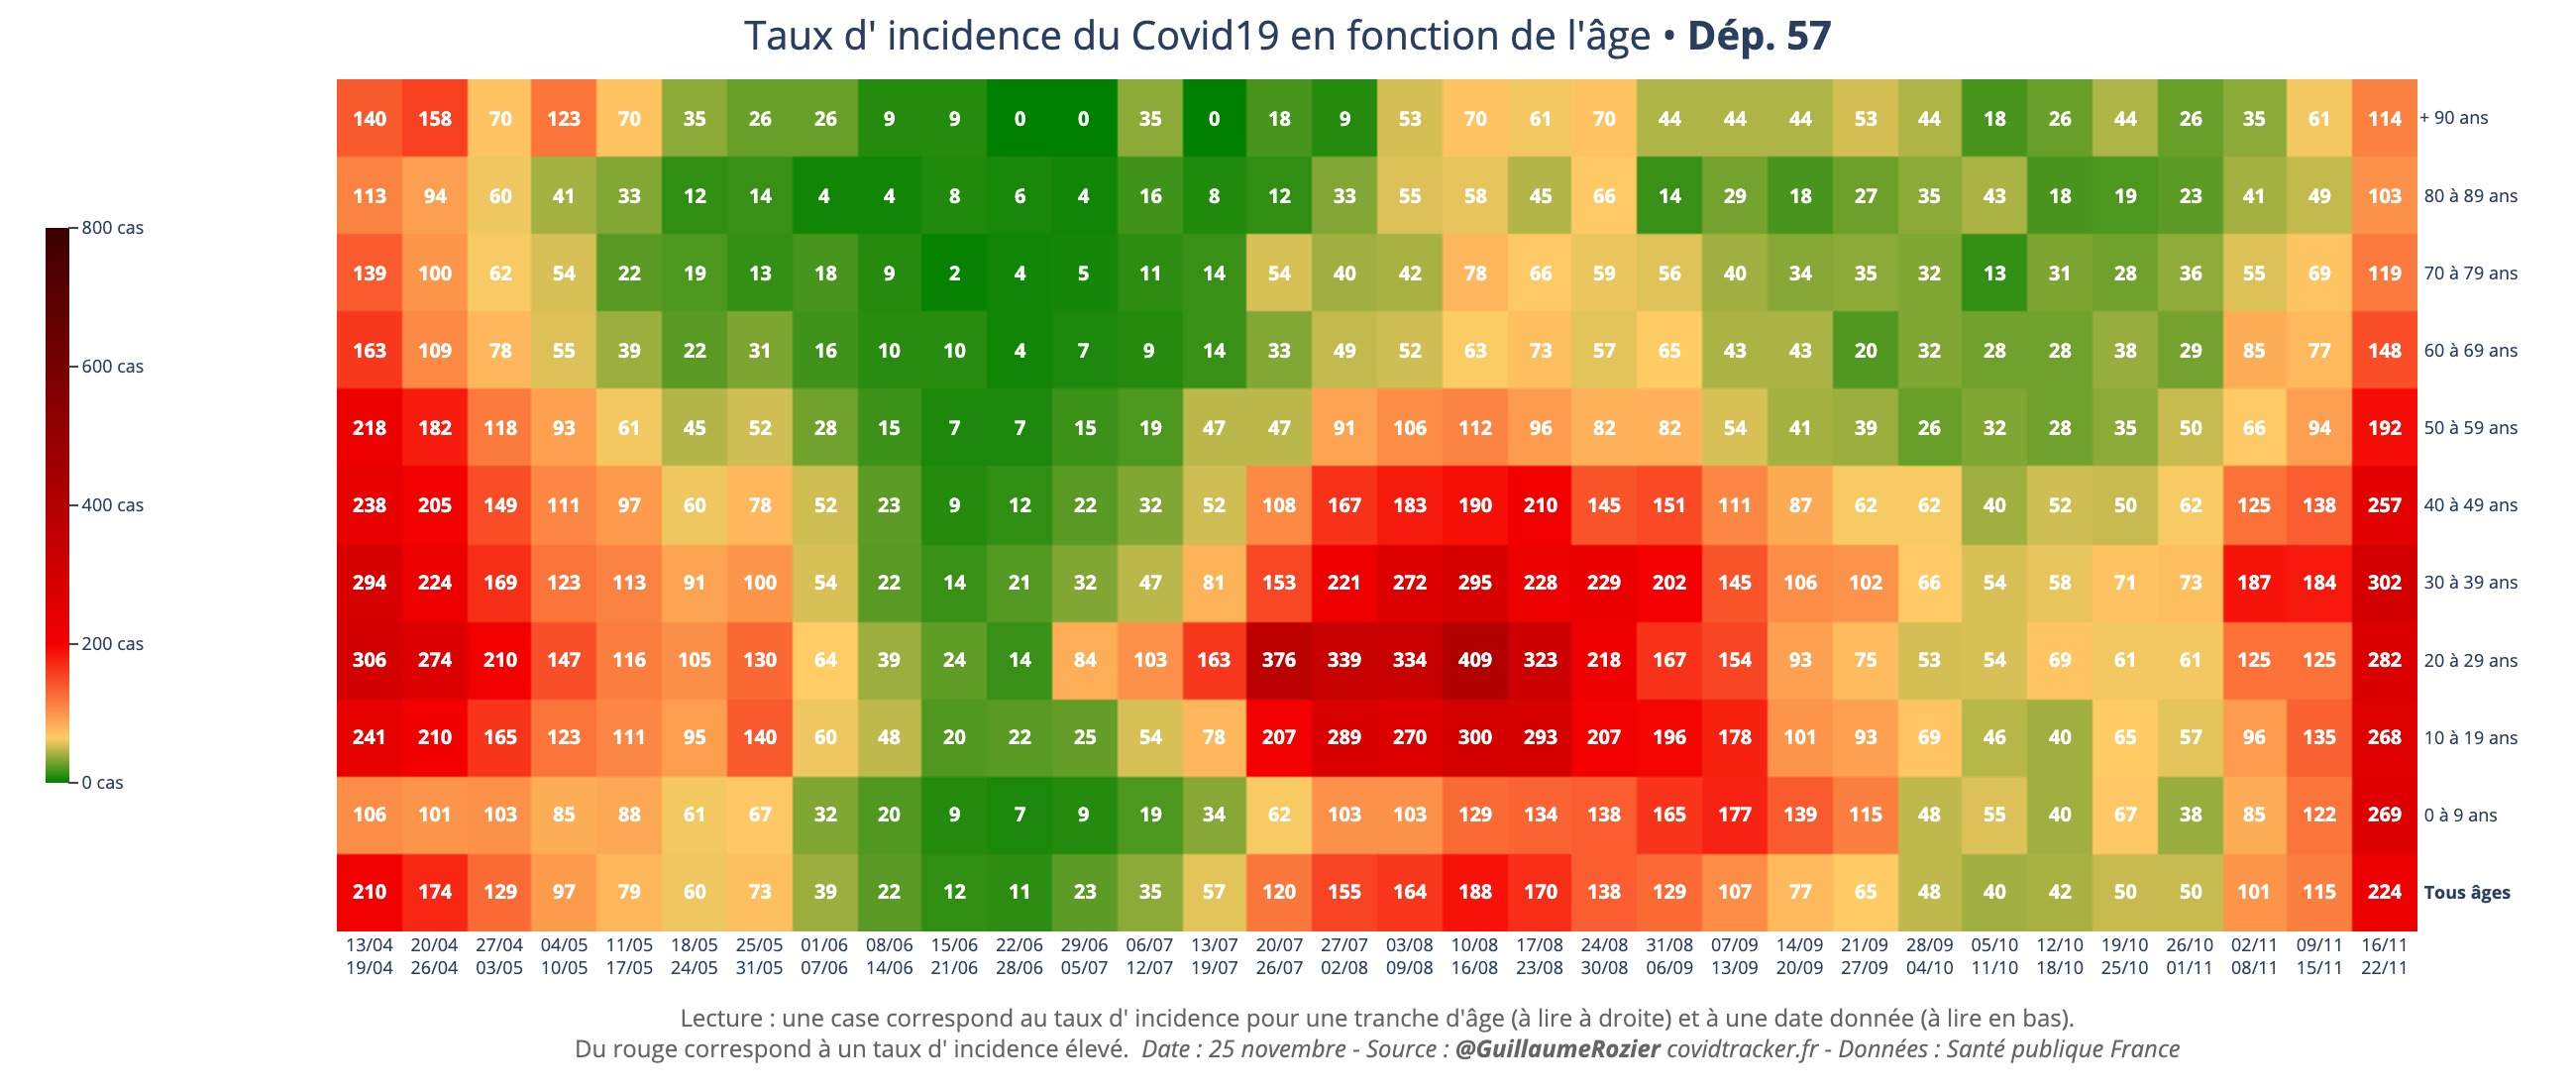 Taux d' incidence du Covid19 en fonction de l'âge • Dép. 57
140 158 70 123 70 35 26 26 9 9 0 0 35 0 18 9 53 70 61 70 44 44 44 53 44 18 26 44 26 35 61 114 + 90 ans
113 94 60 41 33 12 14 4 4 8 6 4 16 8 12 33 55 58 45 66 14 29 18 27 35 43 18 19 23 41 49 103 80 à 89 ans
800 cas
139 100 62 54 22 19 13 18 9 2 4 5 11 14 54 40 42 78 66 59 56 40 34 35 32 13 31 28 36 55 69 119 70 à 79 ans
163 109 78 55 39 22 31 16 10 10 4 7 9 14 33 49 52 63 73 57 65 43 43 20 32 28 28 38 29 85 77 148 60 à 69 ans
600 cas
218 182 118 93 61 45 52 28 15 7 7 15 19 47 47 91 106 112 96 82 82 54 41 39 26 32 28 35 50 66 94 192 50 à 59 ans
400 cas
238 205 149 111 97 60 78 52 23 9 12 22 32 52 108 167 183 190 210 145 151 111 87 62 62 40 52 50 62 125 138 257 40 à 49 ans
294 224 169 123 113 91 100 54 22 14 21 32 47 81 153 221 272 295 228 229 202 145 106 102 66 54 58 71 73 187 184 302 30 à 39 ans
200 cas
306 274 210 147 116 105 130 64 39 24 14 84 103 163 376 339 334 409 323 218 167 154 93 75 53 54 69 61 61 125 125 282 20 à 29 ans
241 210 165 123 111 95 140 60 48 20 22 25 54 78 207 289 270 300 293 207 196 178 101 93 69 46 40 65 57 96 135 268 10 à 19 ans
0 cas
106 101 103 85 88 61 67 32 20 9 7 9 19 34 62 103 103 129 134 138 165 177 139 115 48 55 40 67 38 85 122 269 0 à 9 ans
210 174 129 97 79 60 73 39 22 12 11 23 35 57 120 155 164 188 170 138 129 107 77 65 48 40 42 50 50 101 115 224 Tous âges
13/04 20/04 27/04 04/05 11/05 18/05 25/05 01/06 08/06 15/06 22/06 29/06 06/07 13/07 20/07 27/07 03/08 10/08 17/08 24/08 31/08 07/09 14/09 21/09 28/09 05/10 12/10 19/10 26/10 02/11 09/11 16/11
19/04 26/04 03/05 10/05 17/05 24/05 31/05 07/06 14/06 21/06 28/06 05/07 12/07 19/07 26/07 02/08 09/08 16/08 23/08 30/08 06/09 13/09 20/09 27/09 04/10 11/10 18/10 25/10 01/11 08/11 15/11 22/11
Lecture : une case correspond au taux d' incidence pour une tranche d'âge (à lire à droite) et à une date donnée (à lire en bas).
Du rouge correspond à un taux d' incidence élevé. Date : 25 novembre - Source : @GuillaumeRozier covidtracker.fr - Données : Santé publique France